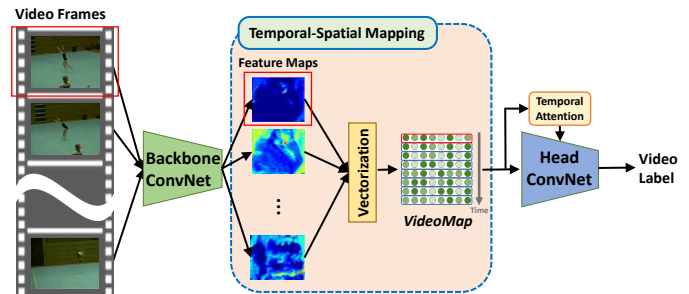 Video Frames
Temporal-Spatial Mapping
Feature Maps
Backbone
ConvNet
...
Vectorization
VideoMap
Time
Temporal
Attention
Head
ConvNet
Video
Label